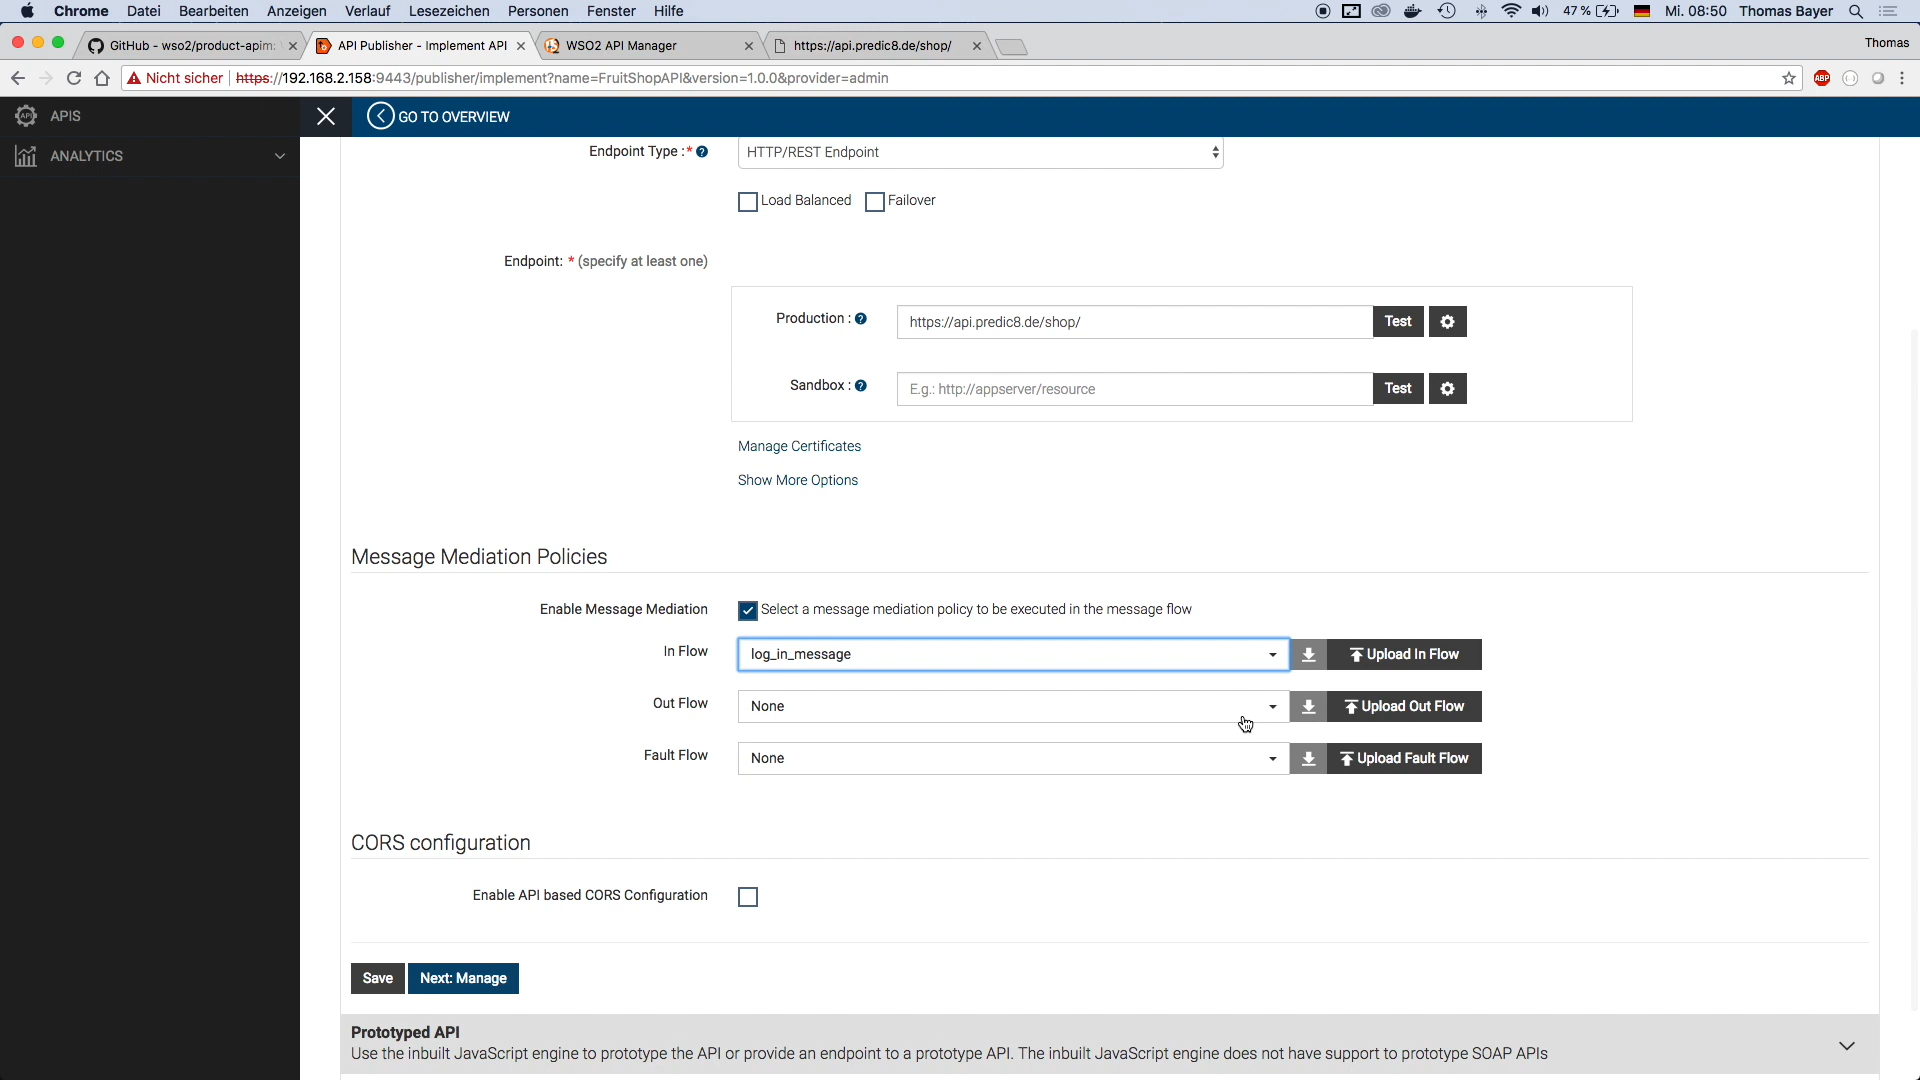 Chrome Datei Bearbeiten Anzeigen Verlauf Lesezeichen Personen Fenster Hilfe 47 % Mi. 08:50 Thomas Bayer
GitHub - wso2/product-apim: API Publisher - Implement API WSO2 API Manager https://api.predic8.de/shop/ Thomas
Nicht sicher https://192.168.2.158:9443/publisher/implement?name=FruitShopAPI&version=1.0.0&provider=admin ABP
APIS GO TO OVERVIEW
ANALYTICS
Endpoint Type :* HTTP/REST Endpoint
Load Balanced Failover
Endpoint: * (specify at least one)
Production : https://api.predic8.de/shop/ Test
Sandbox : E.g.: http://appserver/resource Test
Manage Certificates
Show More Options
Message Mediation Policies
Enable Message Mediation Select a message mediation policy to be executed in the message flow
In Flow log_in_message Upload In Flow
Out Flow None Upload Out Flow
Fault Flow None Upload Fault Flow
CORS configuration
Enable API based CORS Configuration
Save Next: Manage
Prototyped API
Use the inbuilt JavaScript engine to prototype the API or provide an endpoint to a prototype API. The inbuilt JavaScript engine does not have support to prototype SOAP APIs